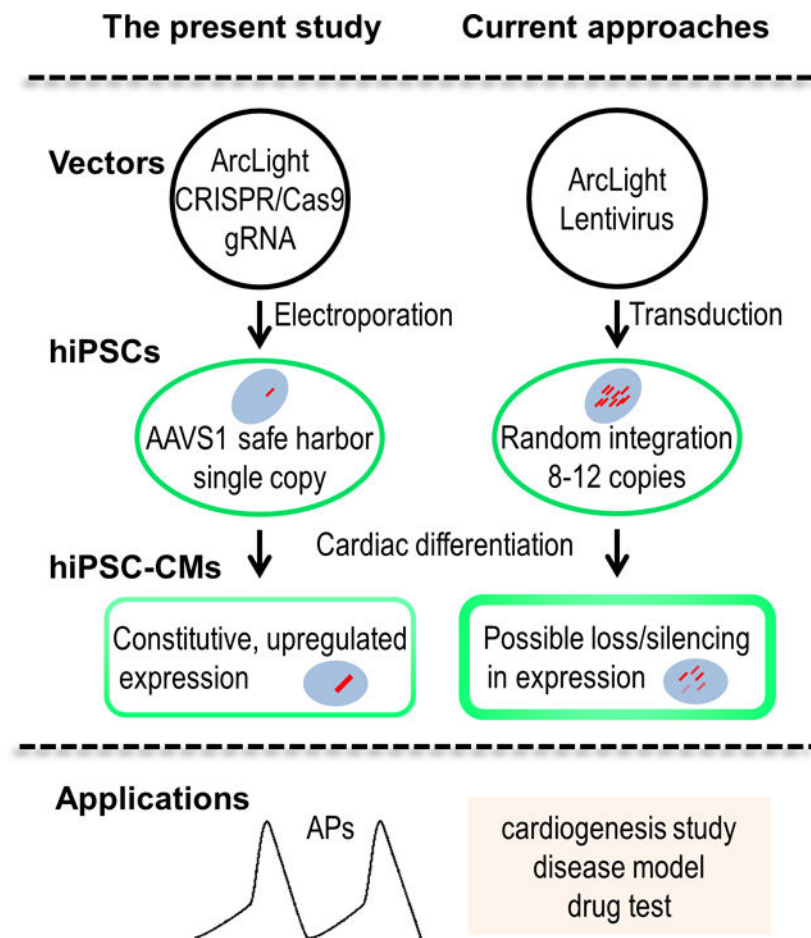 The present study
Current approaches
Vectors
ArcLight
CRISPR/Cas9
gRNA
ArcLight
Lentivirus
Electroporation
Transduction
hiPSCs
AAVS1 safe harbor
single copy
Random integration
8-12 copies
Cardiac differentiation
hiPSC-CMs
Constitutive, upregulated
expression
Possible loss/silencing
in expression
Applications
APs
cardiogenesis study
disease model
drug test